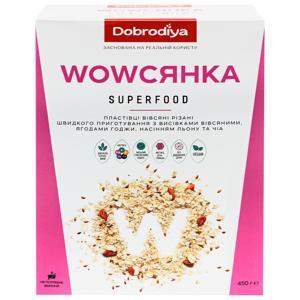 Dobrodiya
ЗАСНОВАНА НА РЕАЛЬНІЙ КОРИСТІ
WOWСЯНКА
SUPERFOOD
ПЛАСТІВЦІ ВІВСЯНІ РІЗАНІ
ШВИДКОГО ПРИГОТУВАННЯ З ВИСІВКАМИ ВІВСЯНИМИ,
ЯГОДАМИ ГОДЖИ, НАСІННЯМ ЛЬОНУ ТА ЧІА
W
450 г ℮